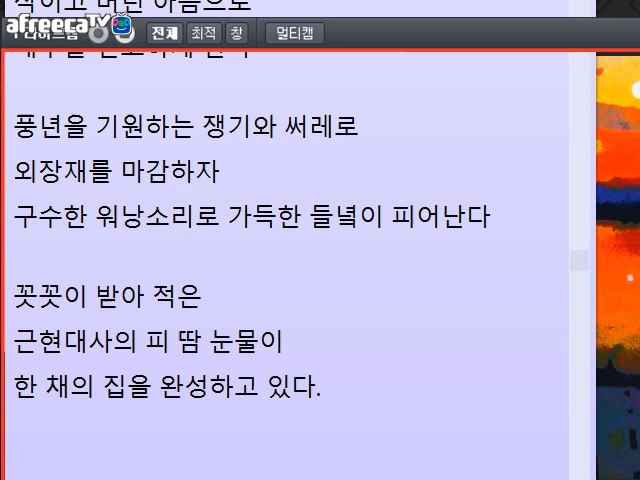 afreecaTV
전체 최적 창 멀티캠
풍년을 기원하는 쟁기와 써레로
외장재를 마감하자
구수한 워낭소리로 가득한 들녘이 피어난다
꼿꼿이 받아 적은
근현대사의 피 땀 눈물이
한 채의 집을 완성하고 있다.